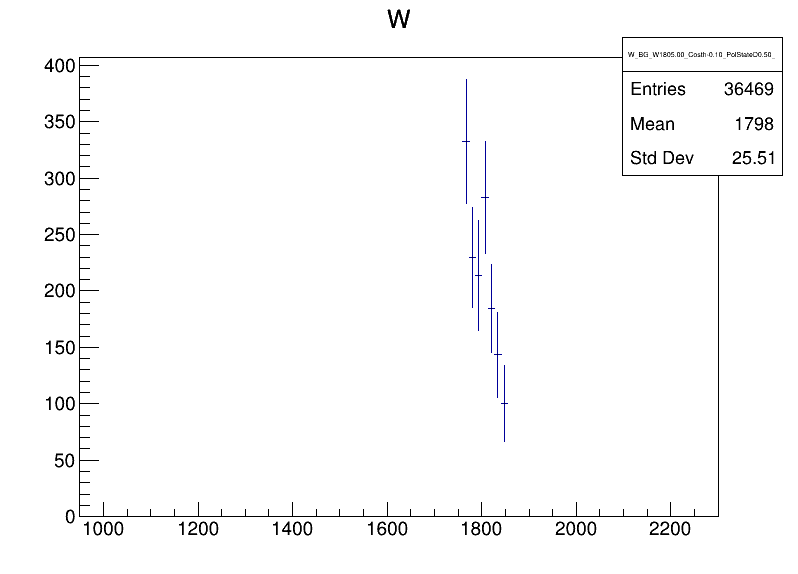 W
W_BG_W1805.00_Costh-0.10_PolStateD0.50_
Entries 36469
Mean 1798
Std Dev 25.51
400
350
300
250
200
150
100
50
0
1000 1200 1400 1600 1800 2000 2200